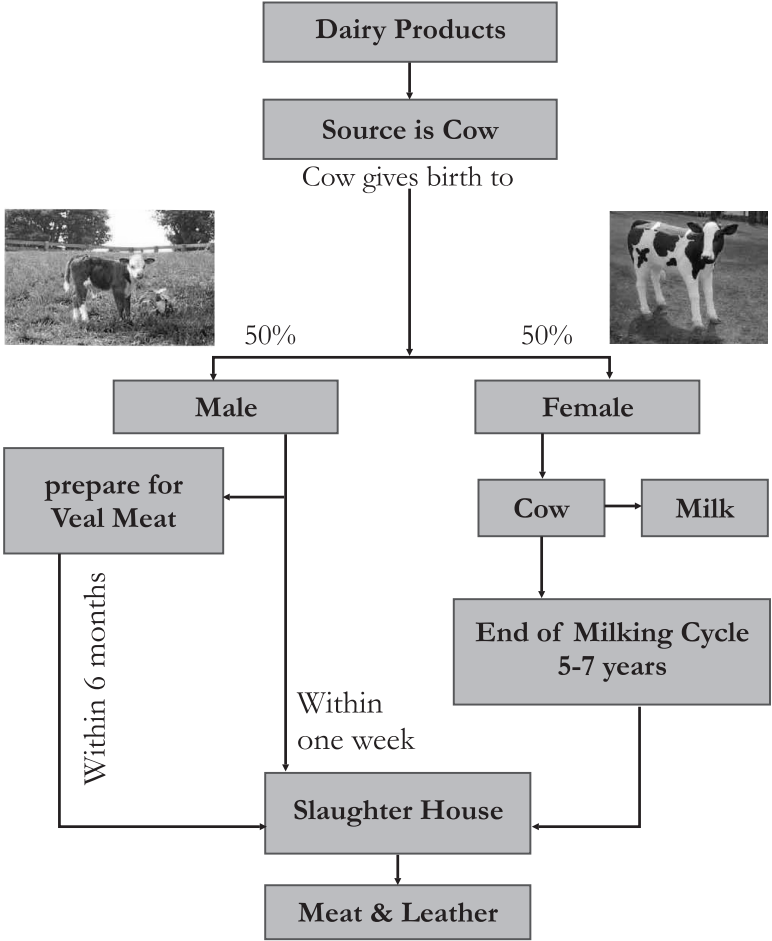 Dairy Products
Source is Cow
Cow gives birth to
50%
50%
Male
Female
prepare for
Veal Meat
Cow
Milk
End of Milking Cycle
5-7 years
Within 6 months
Within
one week
Slaughter House
Meat & Leather